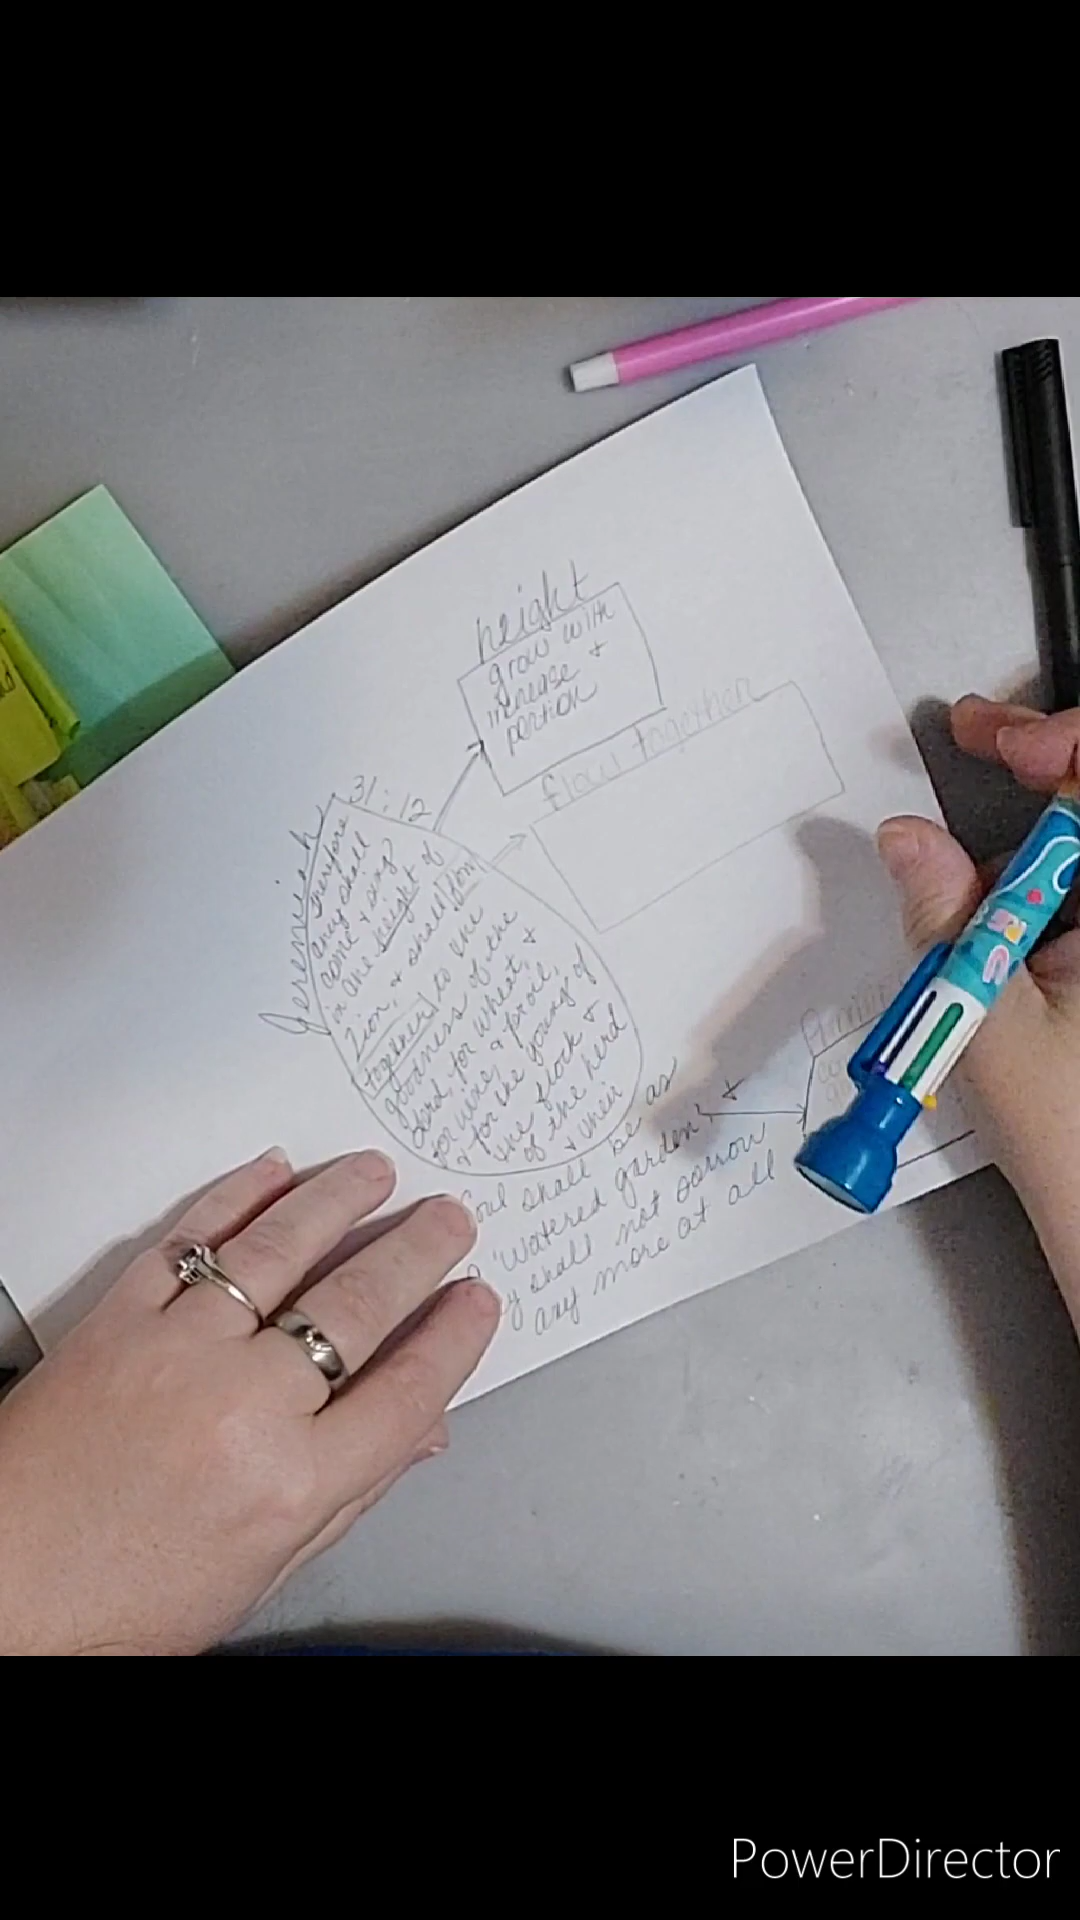 height
grow with
increase +
portion
flow together
Jeremiah 31:12
Therefore
they shall
come + sing
in the height of
Zion, + shall flow
together to the
goodness of the
Lord, for wheat, +
for wine, + for oil,
+ for the young of
the flock +
of the herd
+ their
Soul shall be as
a 'watered garden' +
shall not sorrow
any more at all
PowerDirector